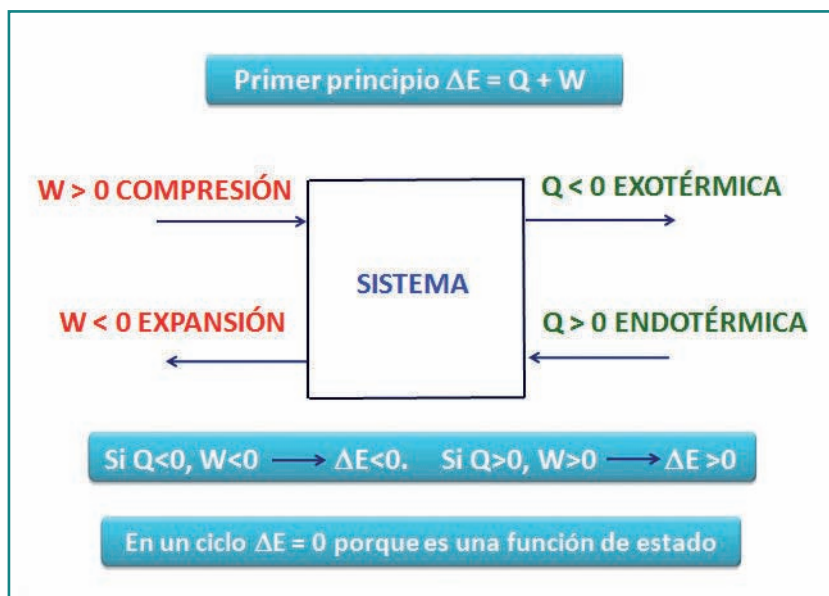 Primer principio ΔE = Q + W
W > 0 COMPRESIÓN
Q < 0 EXOTÉRMICA
SISTEMA
W < 0 EXPANSIÓN
Q > 0 ENDOTÉRMICA
Si Q<0, W<0 → ΔE<0. Si Q>0, W>0 → ΔE >0
En un ciclo ΔE = 0 porque es una función de estado